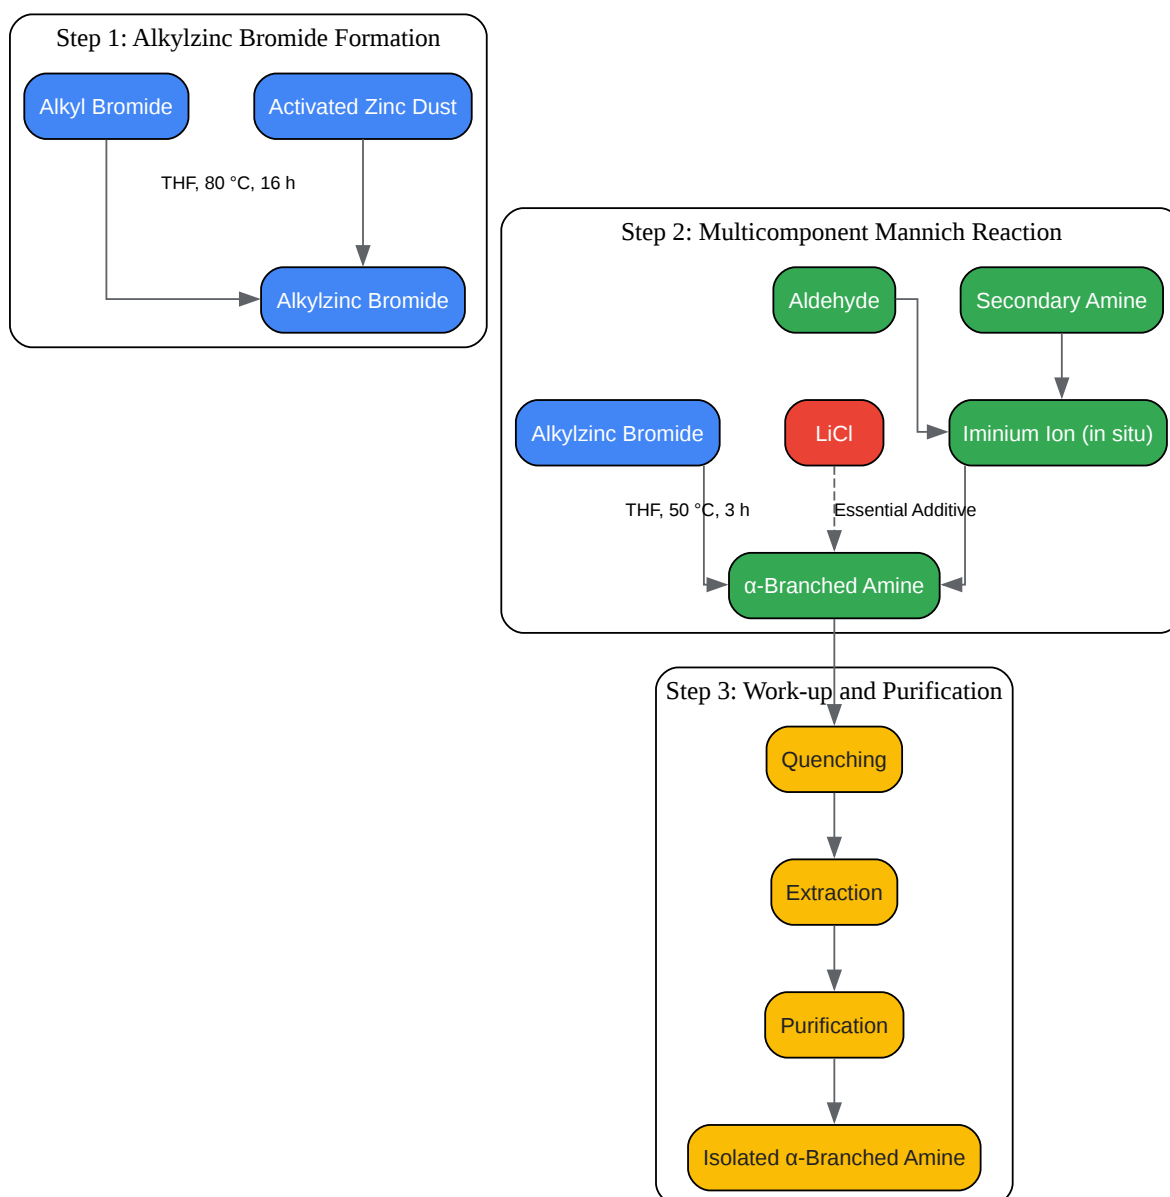 Step 1: Alkylzinc Bromide Formation
Alkyl Bromide
Activated Zinc Dust
THF, 80 °C, 16 h
Alkylzinc Bromide
Step 2: Multicomponent Mannich Reaction
Aldehyde
Secondary Amine
Alkylzinc Bromide
LiCl
Iminium Ion (in situ)
THF, 50 °C, 3 h
Essential Additive
α-Branched Amine
Step 3: Work-up and Purification
Quenching
Extraction
Purification
Isolated α-Branched Amine